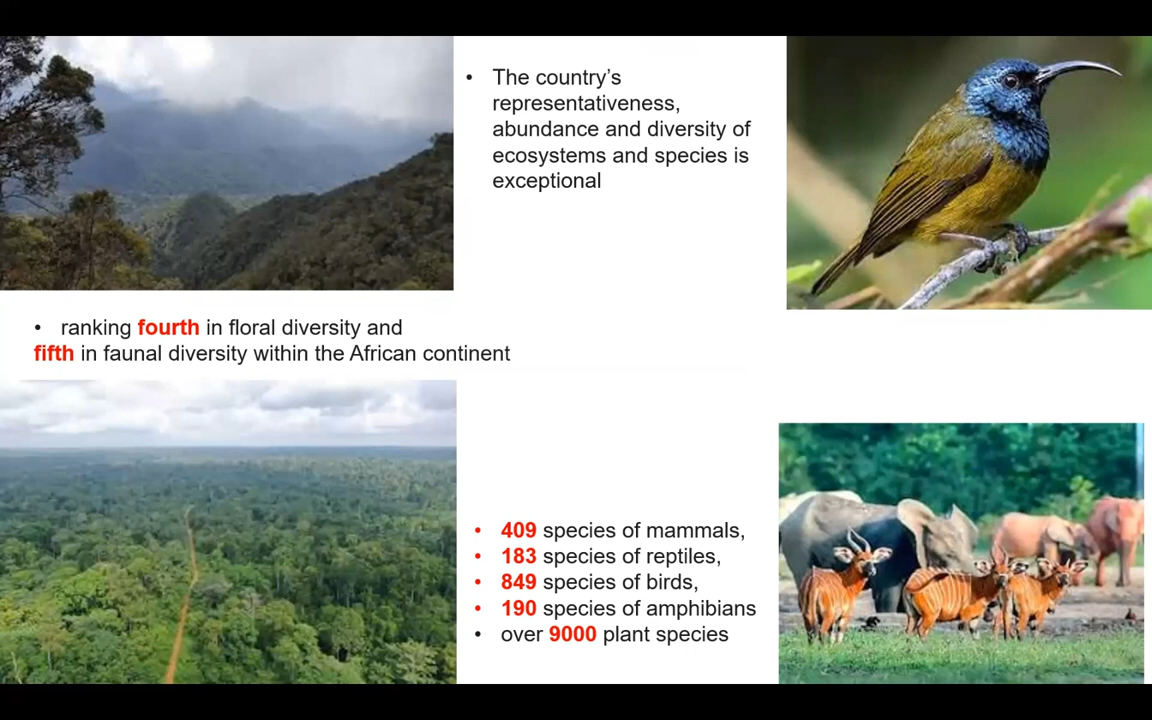 • The country’s
representativeness,
abundance and diversity of
ecosystems and species is
exceptional
• ranking fourth in floral diversity and
fifth in faunal diversity within the African continent
• 409 species of mammals,
• 183 species of reptiles,
• 849 species of birds,
• 190 species of amphibians
• over 9000 plant species